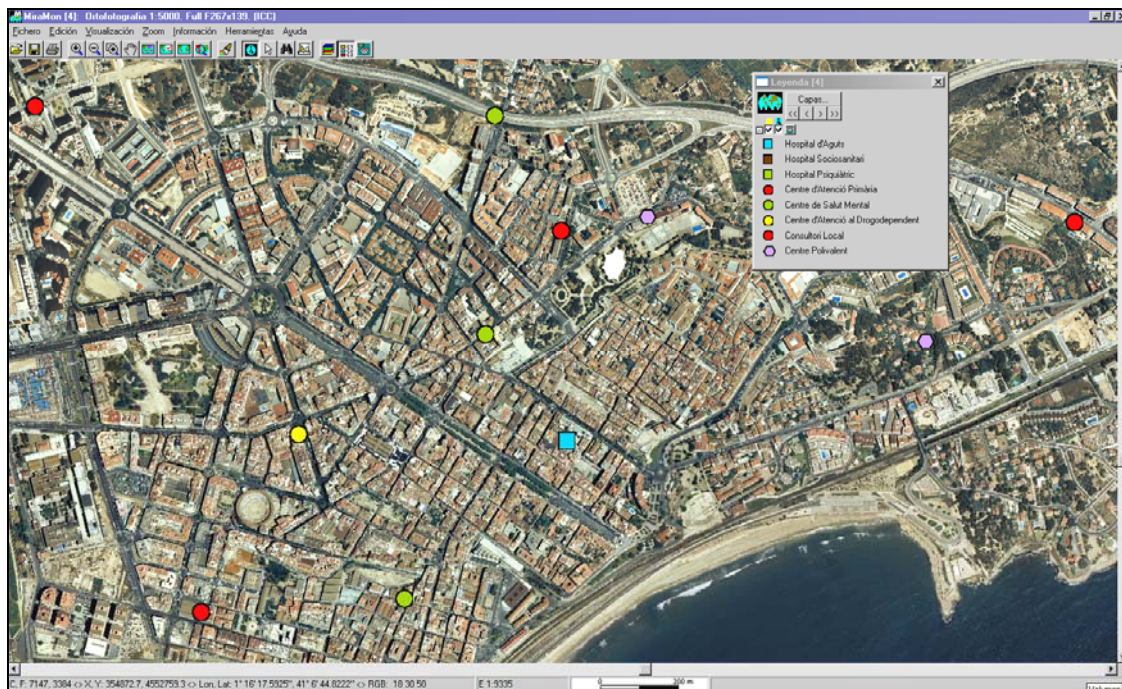 MiraMon [4]: Ortofotografia 1:5000. Full F267x139. (ICC)
Fichero Edición Visualización Zoom Información Herramientas Ayuda
Leyenda [4]
Capas...
<< < > >>
Hospital d'Aguts
Hospital Sociosanitari
Hospital Psiquiàtric
Centre d'Atenció Primària
Centre de Salut Mental
Centre d'Atenció al Drogodependent
Consultori Local
Centre Polivalent
C, F: 7147, 3384 <> X, Y: 354872.7, 4552759.3 <> Lon, Lat: 1° 16' 17.5925", 41° 6' 44.8222" <> RGB: 18 30 50 E 1:9335 0 300 m
Volumen